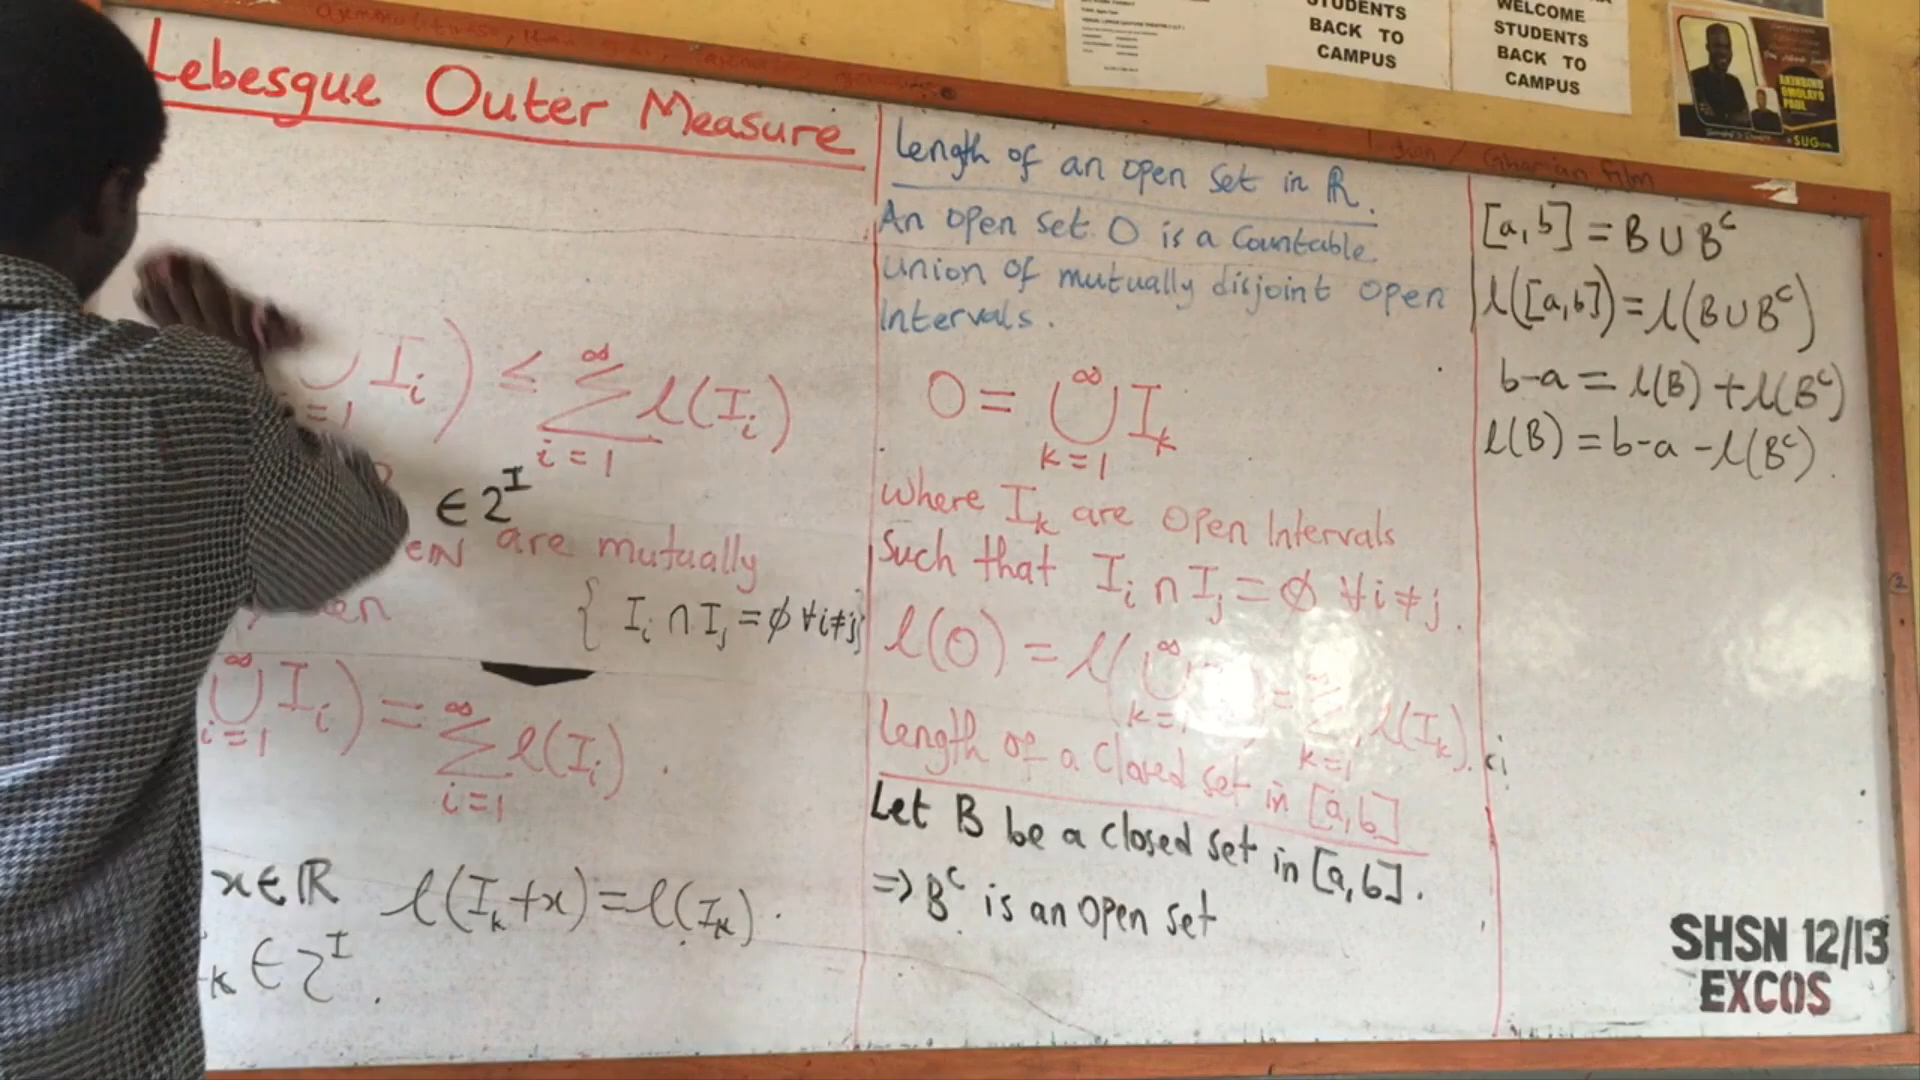 STUDENTS
BACK TO
CAMPUS
WELCOME
STUDENTS
BACK TO
CAMPUS
AKINBOHU
OMOLAYO
PAUL
SUG
Lebesgue Outer Measure
I_i) ≤ ∑_{i=1}^∞ l(I_i)
∈ 2^I
∈ℕ are mutually
{ I_i ∩ I_j = ∅ ∀ i≠j }
⋃_{i=1}^∞ I_i) = ∑_{i=1}^∞ l(I_i).
x∈ℝ l(I_k+x) = l(I_k).
k ∈ 2^I.
Length of an open set in ℝ.
An open set O is a Countable
union of mutually disjoint open
Intervals.
O = ⋃_{k=1}^∞ I_k
where I_k are open Intervals
Such that I_i ∩ I_j = ∅ ∀ i≠j.
l(O) = l(⋃_{k=1}^∞ ) = ∑_{k=1} l(I_k).
Length of a Closed set in [a,b]
Let B be a closed set in [a,b].
⇒ B^c is an open set
[a,b] = B ∪ B^c
l([a,b]) = l(B ∪ B^c)
b-a = l(B) + l(B^c)
l(B) = b-a - l(B^c).
SHSN 12/13
EXCOS